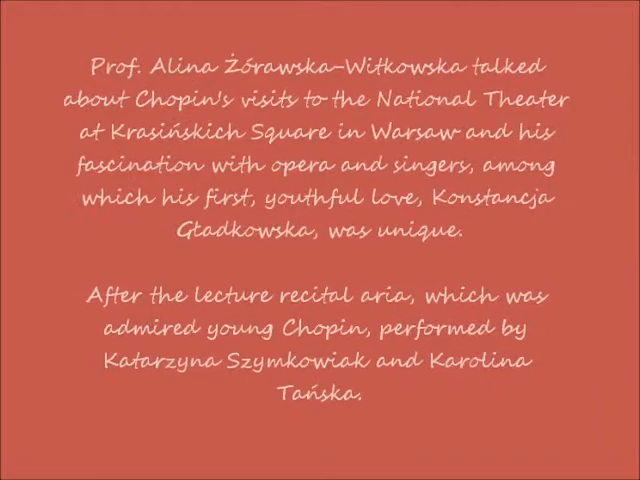 Prof. Alina Żórawska-Witkowska talked
about Chopin's visits to the National Theater
at Krasińskich Square in Warsaw and his
fascination with opera and singers, among
which his first, youthful love, Konstancja
Gładkowska, was unique.
After the lecture recital aria, which was
admired young Chopin, performed by
Katarzyna Szymkowiak and Karolina
Tańska.